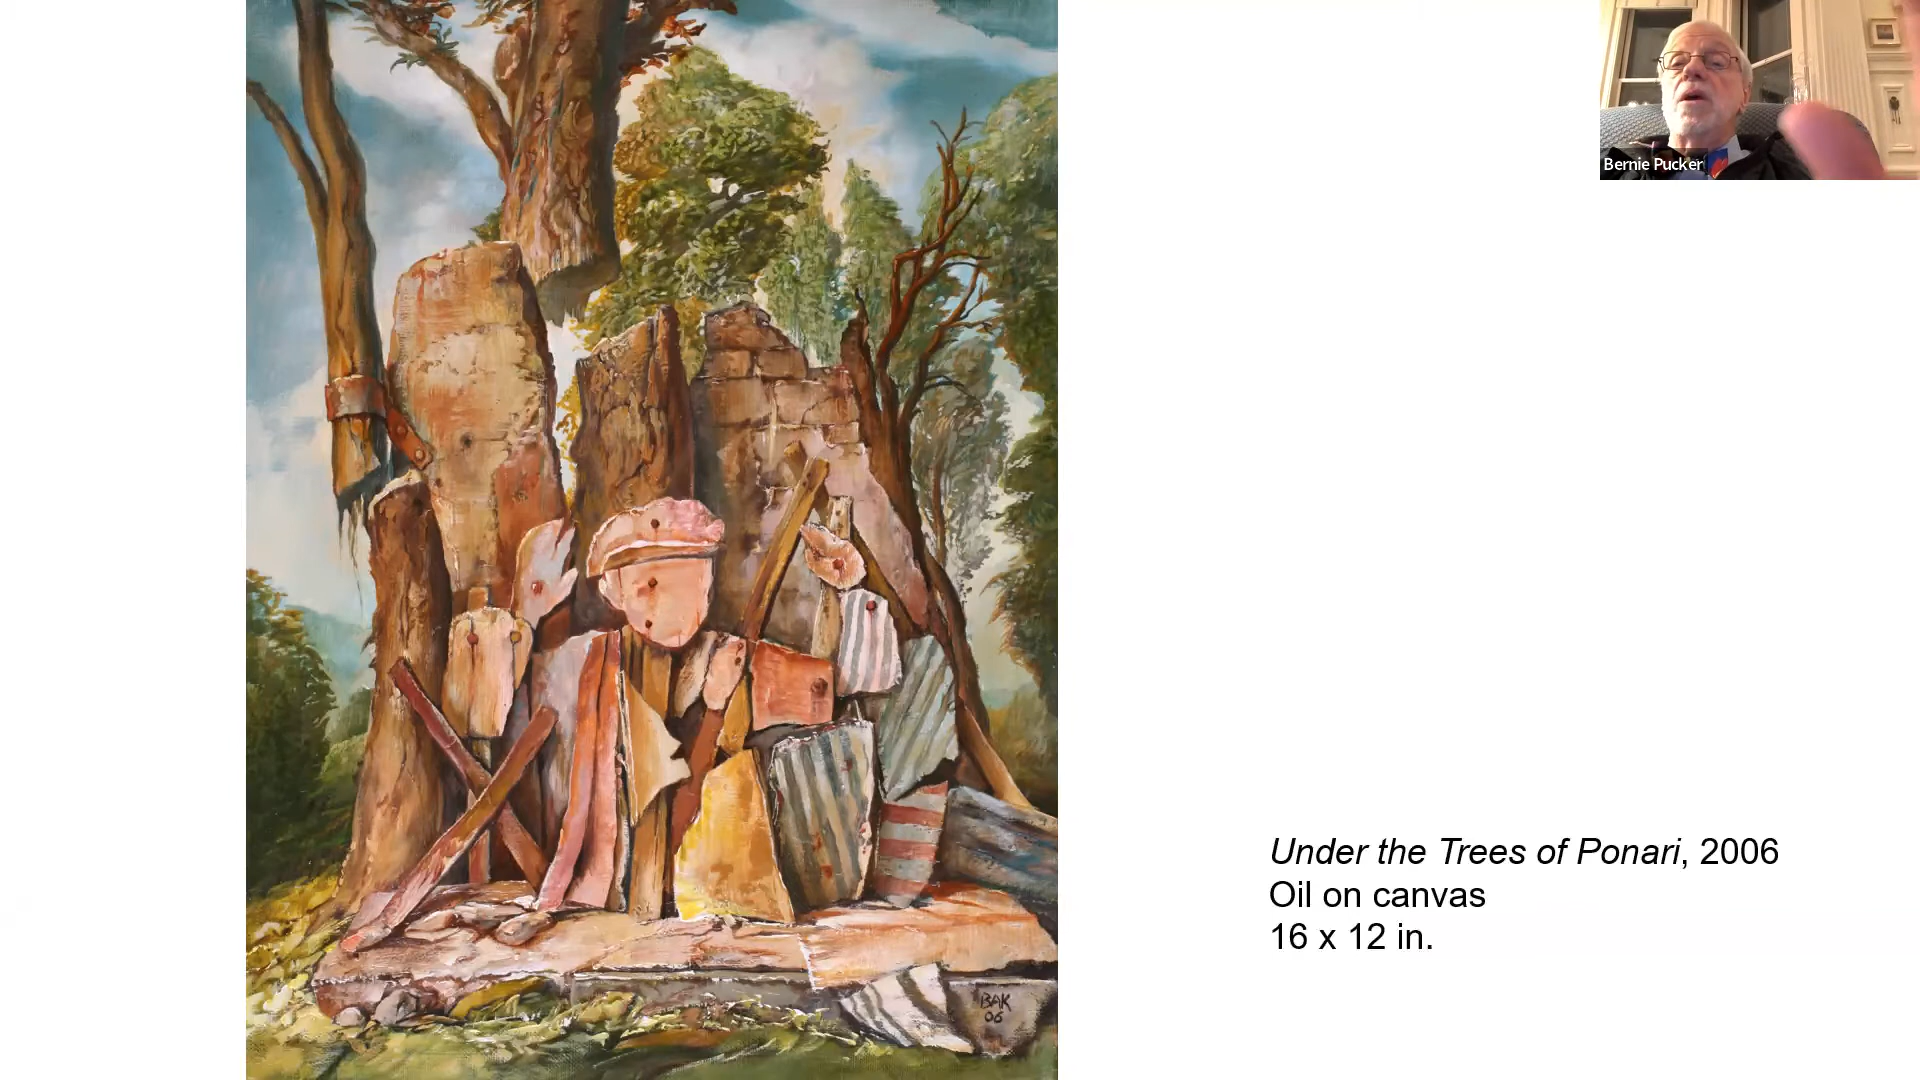 Bernie Pucker
Under the Trees of Ponari, 2006
Oil on canvas
16 x 12 in.
BAK
06